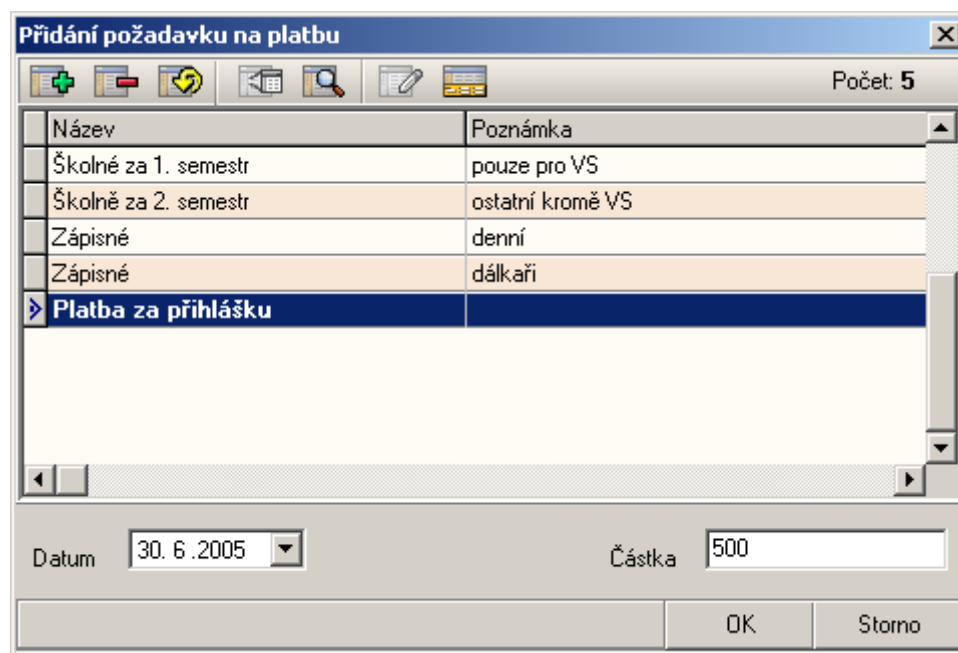 Přidání požadavku na platbu
Počet: 5
Název Poznámka
Školné za 1. semestr pouze pro VS
Školně za 2. semestr ostatní kromě VS
Zápisné denní
Zápisné dálkaři
Platba za přihlášku
Datum 30. 6 .2005 Částka 500
OK Storno